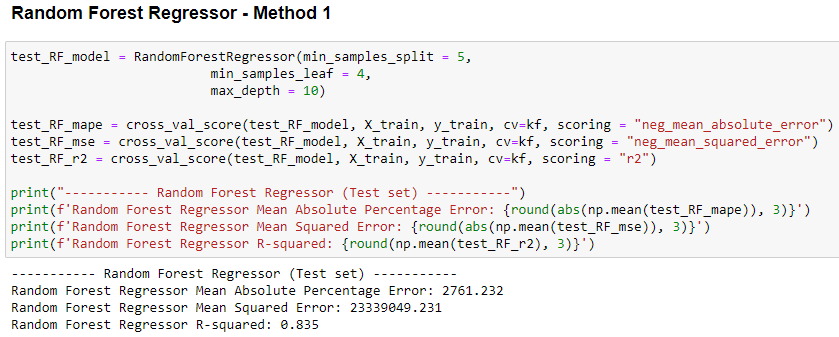 Random Forest Regressor - Method 1
test_RF_model = RandomForestRegressor(min_samples_split = 5,
min_samples_leaf = 4,
max_depth = 10)
test_RF_mape = cross_val_score(test_RF_model, X_train, y_train, cv=kf, scoring = "neg_mean_absolute_error")
test_RF_mse = cross_val_score(test_RF_model, X_train, y_train, cv=kf, scoring = "neg_mean_squared_error")
test_RF_r2 = cross_val_score(test_RF_model, X_train, y_train, cv=kf, scoring = "r2")
print("----------- Random Forest Regressor (Test set) -----------")
print(f'Random Forest Regressor Mean Absolute Percentage Error: {round(abs(np.mean(test_RF_mape)), 3)}')
print(f'Random Forest Regressor Mean Squared Error: {round(abs(np.mean(test_RF_mse)), 3)}')
print(f'Random Forest Regressor R-squared: {round(np.mean(test_RF_r2), 3)}')
----------- Random Forest Regressor (Test set) -----------
Random Forest Regressor Mean Absolute Percentage Error: 2761.232
Random Forest Regressor Mean Squared Error: 23339049.231
Random Forest Regressor R-squared: 0.835